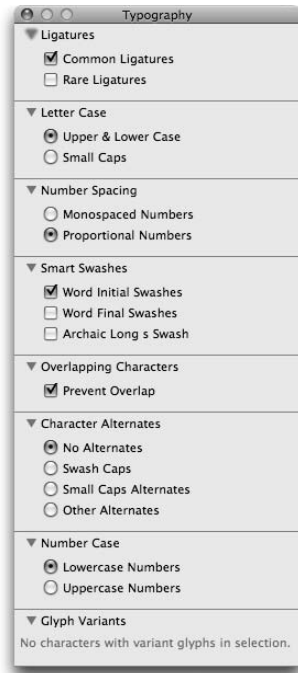 Typography
Ligatures
Common Ligatures
Rare Ligatures
Letter Case
Upper & Lower Case
Small Caps
Number Spacing
Monospaced Numbers
Proportional Numbers
Smart Swashes
Word Initial Swashes
Word Final Swashes
Archaic Long s Swash
Overlapping Characters
Prevent Overlap
Character Alternates
No Alternates
Swash Caps
Small Caps Alternates
Other Alternates
Number Case
Lowercase Numbers
Uppercase Numbers
Glyph Variants
No characters with variant glyphs in selection.